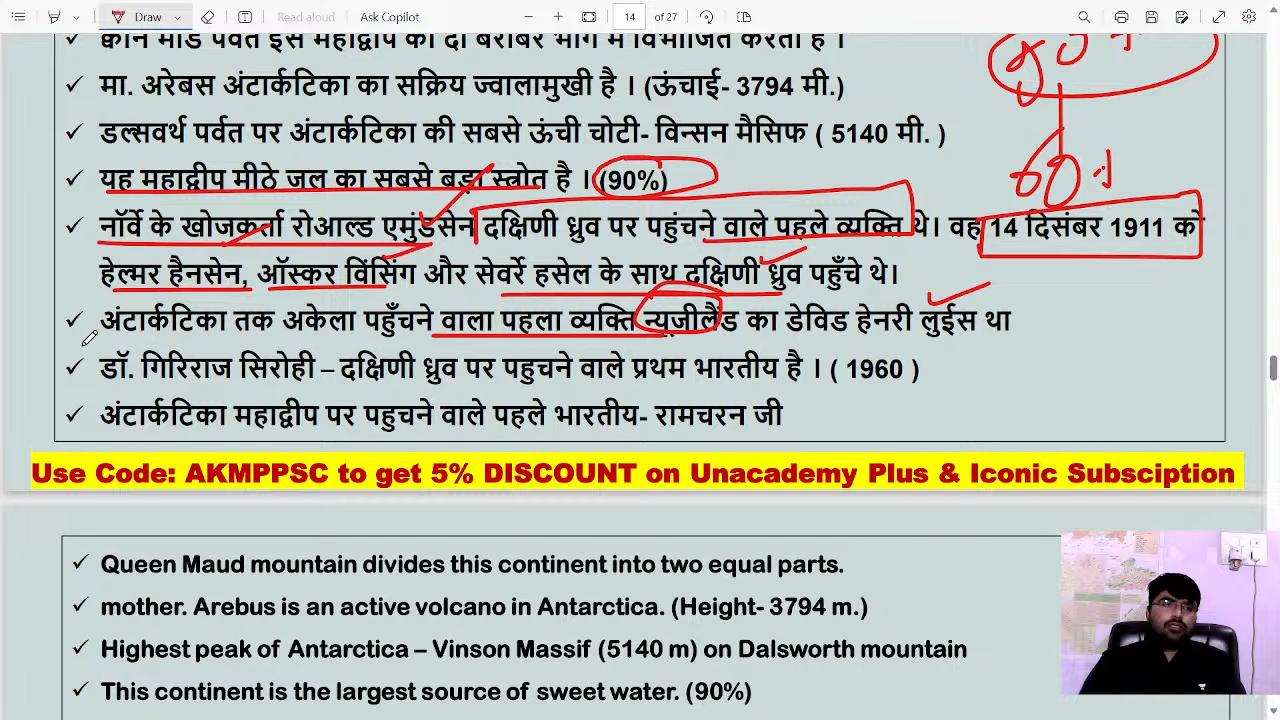 Draw
Read aloud
Ask Copilot
14
of 27
क्वीन मॉड पर्वत इस महाद्वीप को दो बराबर भाग में विभाजित करता है ।
मा. अरेबस अंटार्कटिका का सक्रिय ज्वालामुखी है । (ऊंचाई- 3794 मी.)
डल्सवर्थ पर्वत पर अंटार्कटिका की सबसे ऊंची चोटी- विन्सन मैसिफ ( 5140 मी. )
यह महाद्वीप मीठे जल का सबसे बड़ा स्त्रोत है । (90%)
नॉर्वे के खोजकर्ता रोआल्ड एमुंडसेन दक्षिणी ध्रुव पर पहुंचने वाले पहले व्यक्ति थे। वह 14 दिसंबर 1911 को
हेल्मर हैनसेन, ऑस्कर विंसिंग और सेवर्रे हसेल के साथ दक्षिणी ध्रुव पहुँचे थे।
अंटार्कटिका तक अकेला पहुँचने वाला पहला व्यक्ति न्यूजीलैंड का डेविड हेनरी लुईस था
डॉ. गिरिराज सिरोही – दक्षिणी ध्रुव पर पहुचने वाले प्रथम भारतीय है । ( 1960 )
अंटार्कटिका महाद्वीप पर पहुचने वाले पहले भारतीय- रामचरन जी
Use Code: AKMPPSC to get 5% DISCOUNT on Unacademy Plus & Iconic Subsciption
Queen Maud mountain divides this continent into two equal parts.
mother. Arebus is an active volcano in Antarctica. (Height- 3794 m.)
Highest peak of Antarctica – Vinson Massif (5140 m) on Dalsworth mountain
This continent is the largest source of sweet water. (90%)